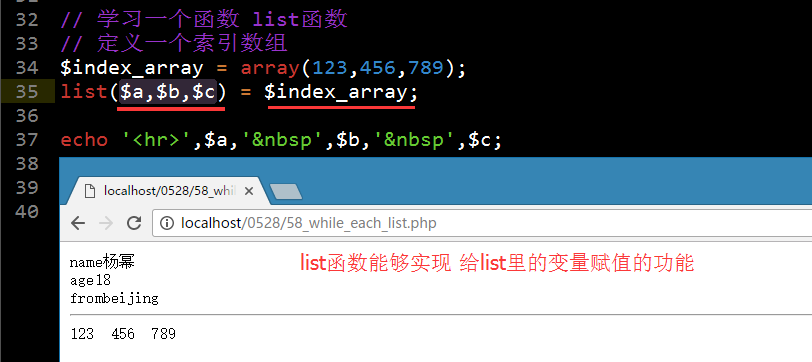 32 // 学习一个函数 list函数
33 // 定义一个索引数组
34 $index_array = array(123,456,789);
35 list($a,$b,$c) = $index_array;
36
37 echo '<hr>',$a,'&nbsp',$b,'&nbsp',$c;
38
39
40
localhost/0528/58_whi
localhost/0528/58_while_each_list.php
name杨幂
list函数能够实现 给list里的变量赋值的功能
age18
frombeijing
123 456 789